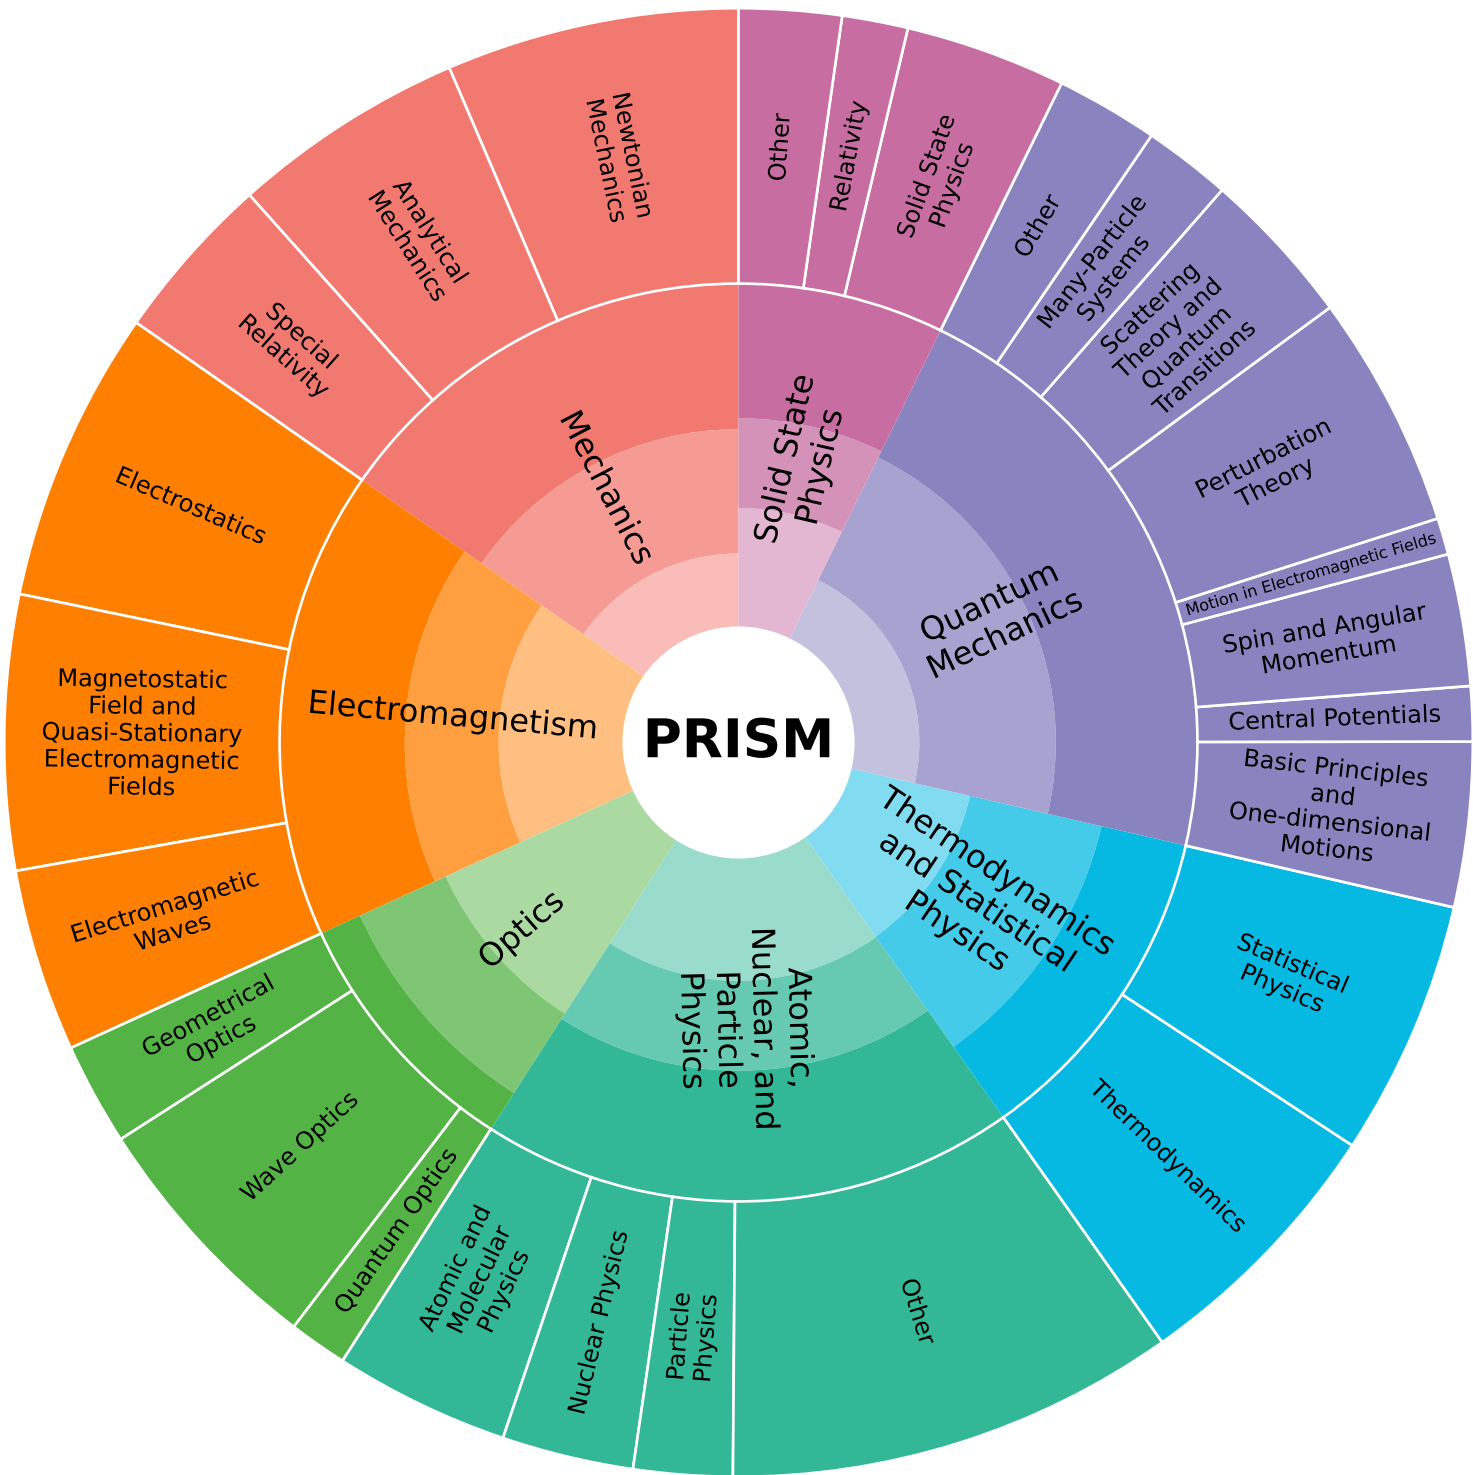 PRISM
Solid State
Physics
Other
Relativity
Solid State
Physics
Quantum
Mechanics
Other
Many-Particle
Systems
Scattering
Theory and
Quantum
Transitions
Perturbation
Theory
Motion in Electromagnetic Fields
Spin and Angular
Momentum
Central Potentials
Basic Principles
and
One-dimensional
Motions
Thermodynamics
and Statistical
Physics
Statistical
Physics
Thermodynamics
Atomic,
Nuclear, and
Particle
Physics
Other
Particle
Physics
Nuclear Physics
Atomic and
Molecular
Physics
Optics
Quantum Optics
Wave Optics
Geometrical
Optics
Electromagnetism
Electromagnetic
Waves
Magnetostatic
Field and
Quasi-Stationary
Electromagnetic
Fields
Electrostatics
Mechanics
Special
Relativity
Analytical
Mechanics
Newtonian
Mechanics